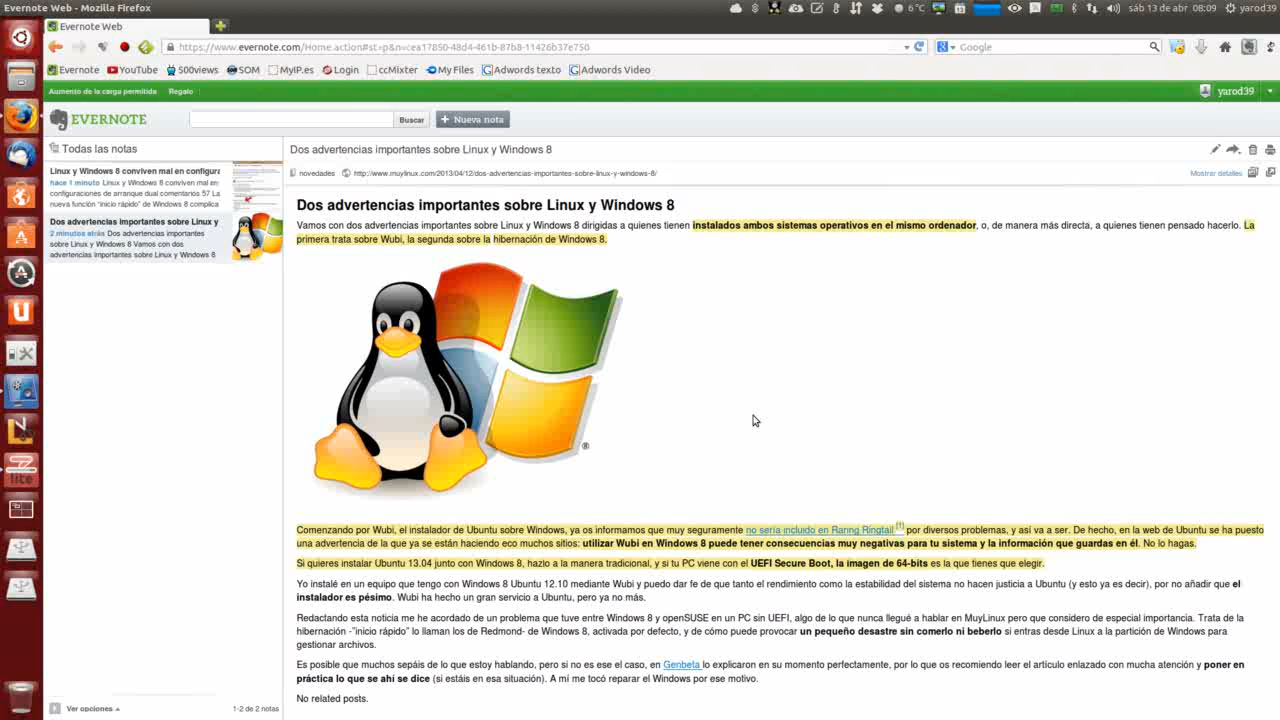 Evernote Web - Mozilla Firefox
6°C
sáb 13 de abr 08:09 yarod39
Evernote Web
https://www.evernote.com/Home.action#st=p&n=cea17850-48d4-461b-87b8-11426b37e750
Google
Evernote YouTube 500views SOM MyIP.es Login ccMixter My Files Adwords texto Adwords Video
Aumento de la carga permitida Regalo yarod39
EVERNOTE Buscar Nueva nota
Todas las notas
Linux y Windows 8 conviven mal en configura
hace 1 minuto Linux y Windows 8 conviven mal en
configuraciones de arranque dual comentarios 57 La
nueva función "inicio rápido" de Windows 8 complica
Dos advertencias importantes sobre Linux y
2 minutos atrás Dos advertencias importantes
sobre Linux y Windows 8 Vamos con dos
advertencias importantes sobre Linux y Windows 8
Dos advertencias importantes sobre Linux y Windows 8
novedades http://www.muylinux.com/2013/04/12/dos-advertencias-importantes-sobre-linux-y-windows-8/ Mostrar detalles
Dos advertencias importantes sobre Linux y Windows 8
Vamos con dos advertencias importantes sobre Linux y Windows 8 dirigidas a quienes tienen instalados ambos sistemas operativos en el mismo ordenador, o, de manera más directa, a quienes tienen pensado hacerlo. La
primera trata sobre Wubi, la segunda sobre la hibernación de Windows 8.
®
Comenzando por Wubi, el instalador de Ubuntu sobre Windows, ya os informamos que muy seguramente no sería incluido en Raring Ringtail [1] por diversos problemas, y así va a ser. De hecho, en la web de Ubuntu se ha puesto
una advertencia de la que ya se están haciendo eco muchos sitios: utilizar Wubi en Windows 8 puede tener consecuencias muy negativas para tu sistema y la información que guardas en él. No lo hagas.
Si quieres instalar Ubuntu 13.04 junto con Windows 8, hazlo a la manera tradicional, y si tu PC viene con el UEFI Secure Boot, la imagen de 64-bits es la que tienes que elegir.
Yo instalé en un equipo que tengo con Windows 8 Ubuntu 12.10 mediante Wubi y puedo dar fe de que tanto el rendimiento como la estabilidad del sistema no hacen justicia a Ubuntu (y esto ya es decir), por no añadir que el
instalador es pésimo. Wubi ha hecho un gran servicio a Ubuntu, pero ya no más.
Redactando esta noticia me he acordado de un problema que tuve entre Windows 8 y openSUSE en un PC sin UEFI, algo de lo que nunca llegué a hablar en MuyLinux pero que considero de especial importancia. Trata de la
hibernación -"inicio rápido" lo llaman los de Redmond- de Windows 8, activada por defecto, y de cómo puede provocar un pequeño desastre sin comerlo ni beberlo si entras desde Linux a la partición de Windows para
gestionar archivos.
Es posible que muchos sepáis de lo que estoy hablando, pero si no es ese el caso, en Genbeta lo explicaron en su momento perfectamente, por lo que os recomiendo leer el artículo enlazado con mucha atención y poner en
práctica lo que se ahí se dice (si estáis en esa situación). A mí me tocó reparar el Windows por ese motivo.
No related posts.
Ver opciones 1-2 de 2 notas
lite